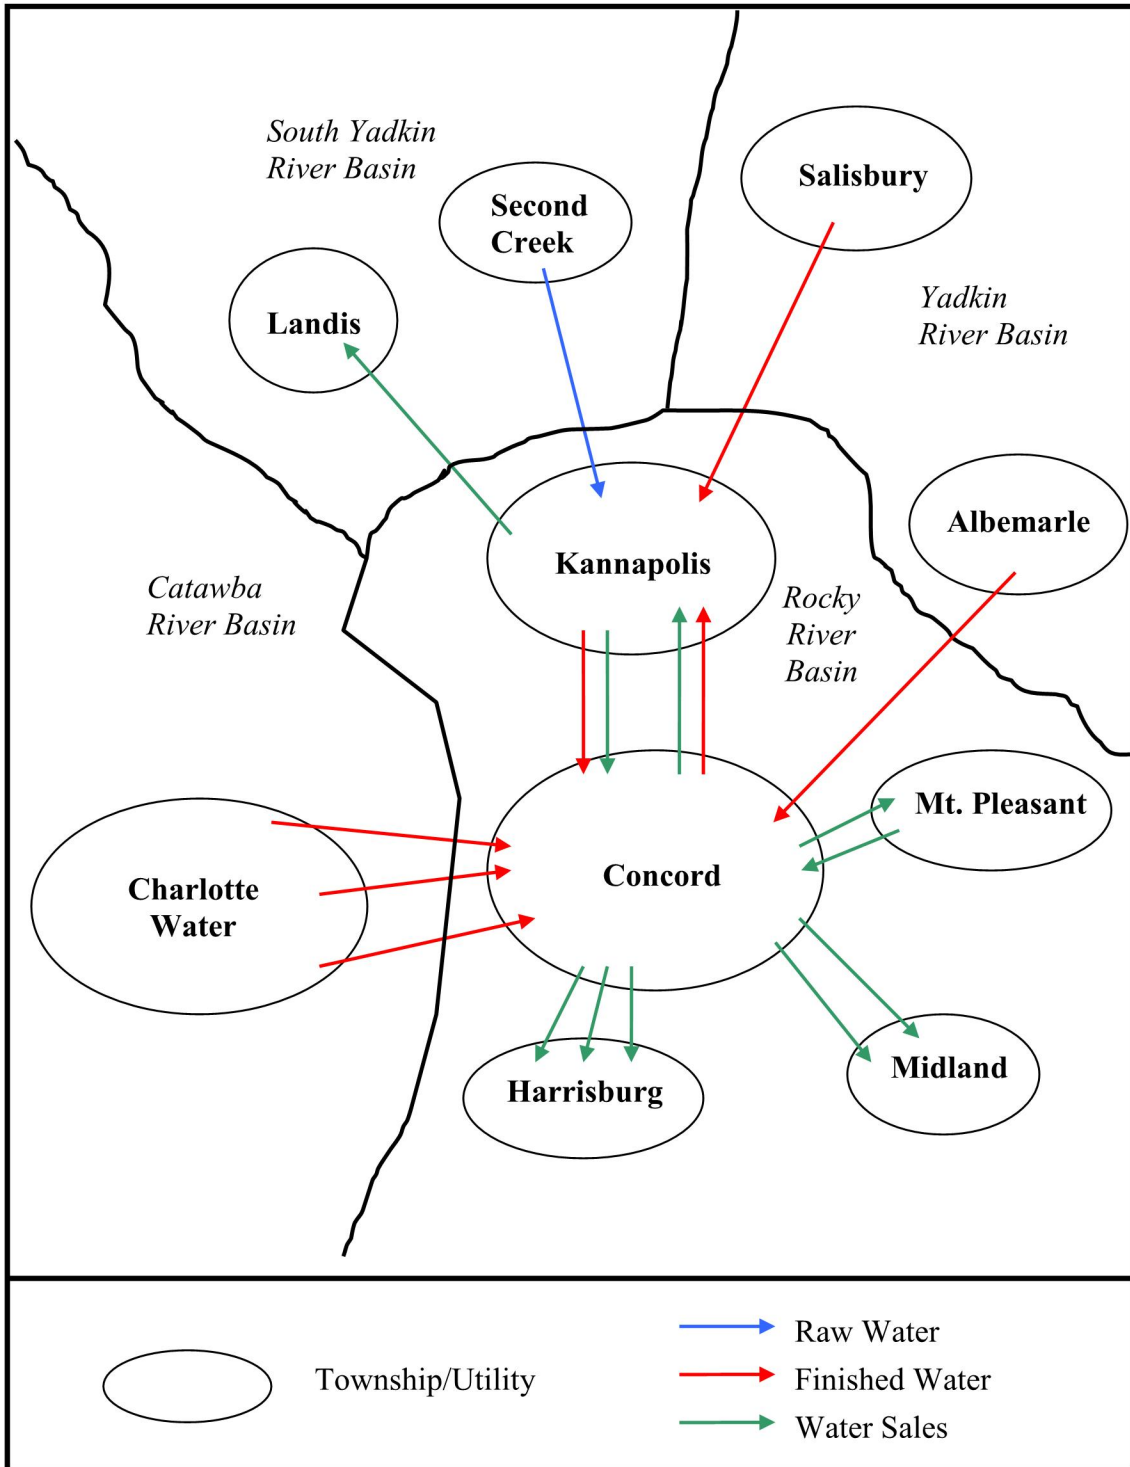 South Yadkin
River Basin
Salisbury
Second
Creek
Landis
Yadkin
River Basin
Albemarle
Kannapolis
Catawba
River Basin
Rocky
River
Basin
Mt. Pleasant
Charlotte
Water
Concord
Harrisburg
Midland
Township/Utility
Raw Water
Finished Water
Water Sales